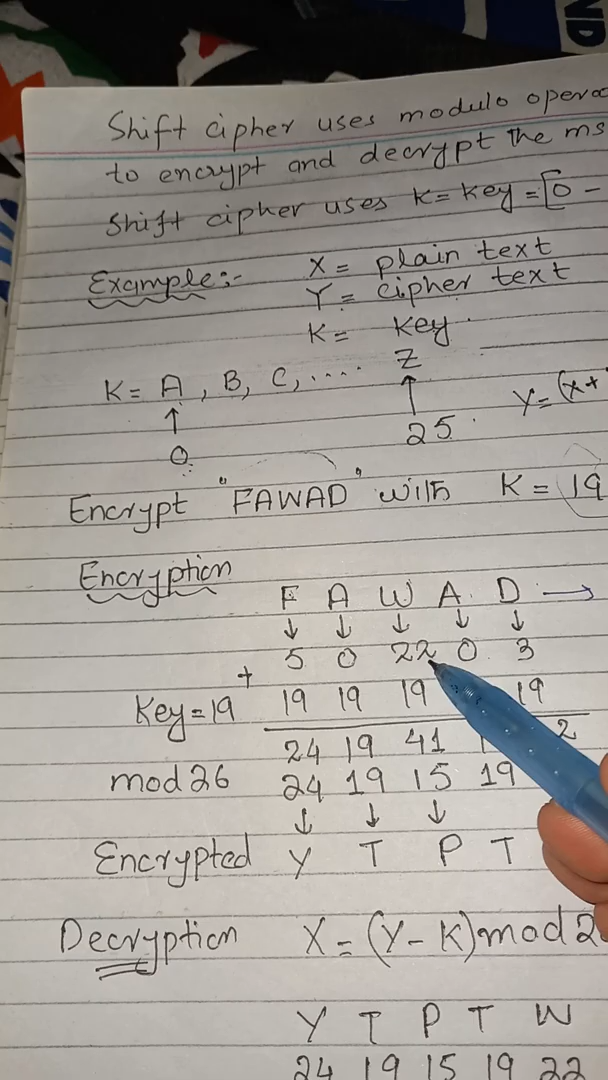 ND
Shift cipher uses modulo opera
to encrypt and decrypt the ms
Shift cipher uses K= key =[0 -
Example:- X = plain text
Y = cipher text
K = key
K= A , B, C, .... Z
↑ ↑
0 25 Y=(x+
Encrypt "FAWAD" with K = 19
Encryption
F A W A D →
↓ ↓ ↓ ↓ ↓
+ 5 0 22 0 3
Key=19 19 19 19 19
24 19 41 2
mod 26 24 19 15 19
↓ ↓ ↓
Encrypted Y T P T
Decryption X=(Y-K)mod2
Y T P T W
24 19 15 19 22